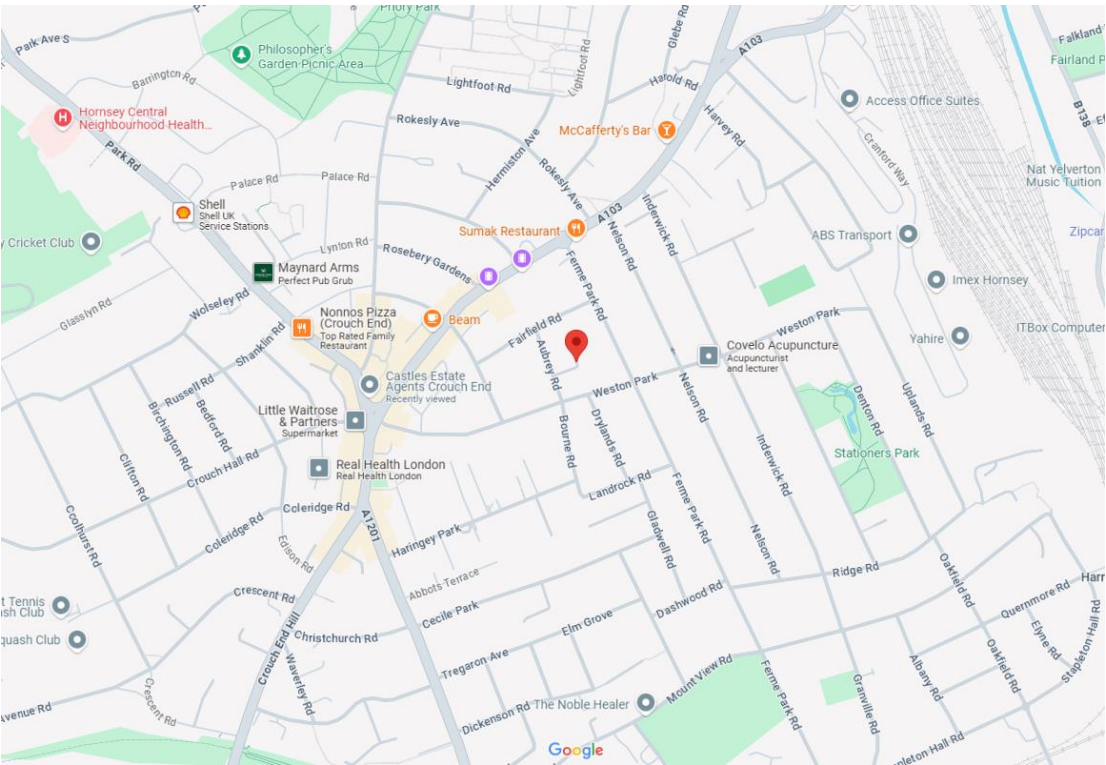 Priory Park
Park Ave S
Philosopher's
Garden Picnic Area
Glebe Rd
A103
Falkland
Fairland P
Barrington Rd
Lightfoot Rd
Lightfoot Rd
Harold Rd
Access Office Suites
B138
Hornsey Central
Neighbourhood Health...
Rokesly Ave
McCafferty's Bar
Harvey Rd
Cranford Way
Park Rd
Hermiston Ave
Rokesly Ave
Nat Yelverton
Music Tuition
Palace Rd
Palace Rd
Shell
Shell UK
Service Stations
Inderwick Rd
A103
Sumak Restaurant
Nelson Rd
ABS Transport
Zipcar
y Cricket Club
Lynton Rd
Rosebery Gardens
Ferme Park Rd
Maynard Arms
Perfect Pub Grub
Imex Hornsey
Glasslyn Rd
Wolseley Rd
Nonnos Pizza
(Crouch End)
Top Rated Family
Restaurant
Beam
Fairfield Rd
Weston Park
ITBox Computer
Shanklin Rd
Aubrey Rd
Covelo Acupuncture
Acupuncturist
and lecturer
Yahire
Castles Estate
Agents Crouch End
Recently viewed
Russell Rd
Weston Park
Nelson Rd
Denton Rd
Uplands Rd
Birchington Rd
Bedford Rd
Little Waitrose
& Partners
Supermarket
Bourne Rd
Drylands Rd
Inderwick Rd
Stationers Park
Clifton Rd
Crouch Hall Rd
Real Health London
Real Health London
Landrock Rd
Ferme Park Rd
Coolhurst Rd
Coleridge Rd
Coleridge Rd
A1201
Haringey Park
Gladwell Rd
Nelson Rd
Edison Rd
Abbots Terrace
Ridge Rd
Oakfield Rd
Harr
t Tennis
sh Club
Crescent Rd
Cecile Park
Dashwood Rd
Quernmore Rd
quash Club
Christchurch Rd
Elm Grove
Elyne Rd
Stapleton Hall Rd
Crouch End Hill
Waverley Rd
Tregaron Ave
Mount View Rd
Ferme Park Rd
Granville Rd
Albany Rd
Oakfield Rd
Avenue Rd
Crescent Rd
Dickenson Rd
The Noble Healer
Google
pleton Hall Rd